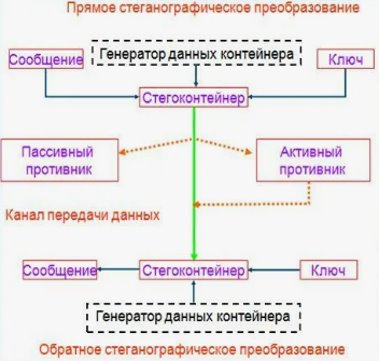 Прямое стеганографическое преобразование
Сообщение
Генератор данных контейнера
Ключ
Стегоконтейнер
Пассивный
противник
Активный
противник
Канал передачи данных
Сообщение
Стегоконтейнер
Ключ
Генератор данных контейнера
Обратное стеганографическое преобразование